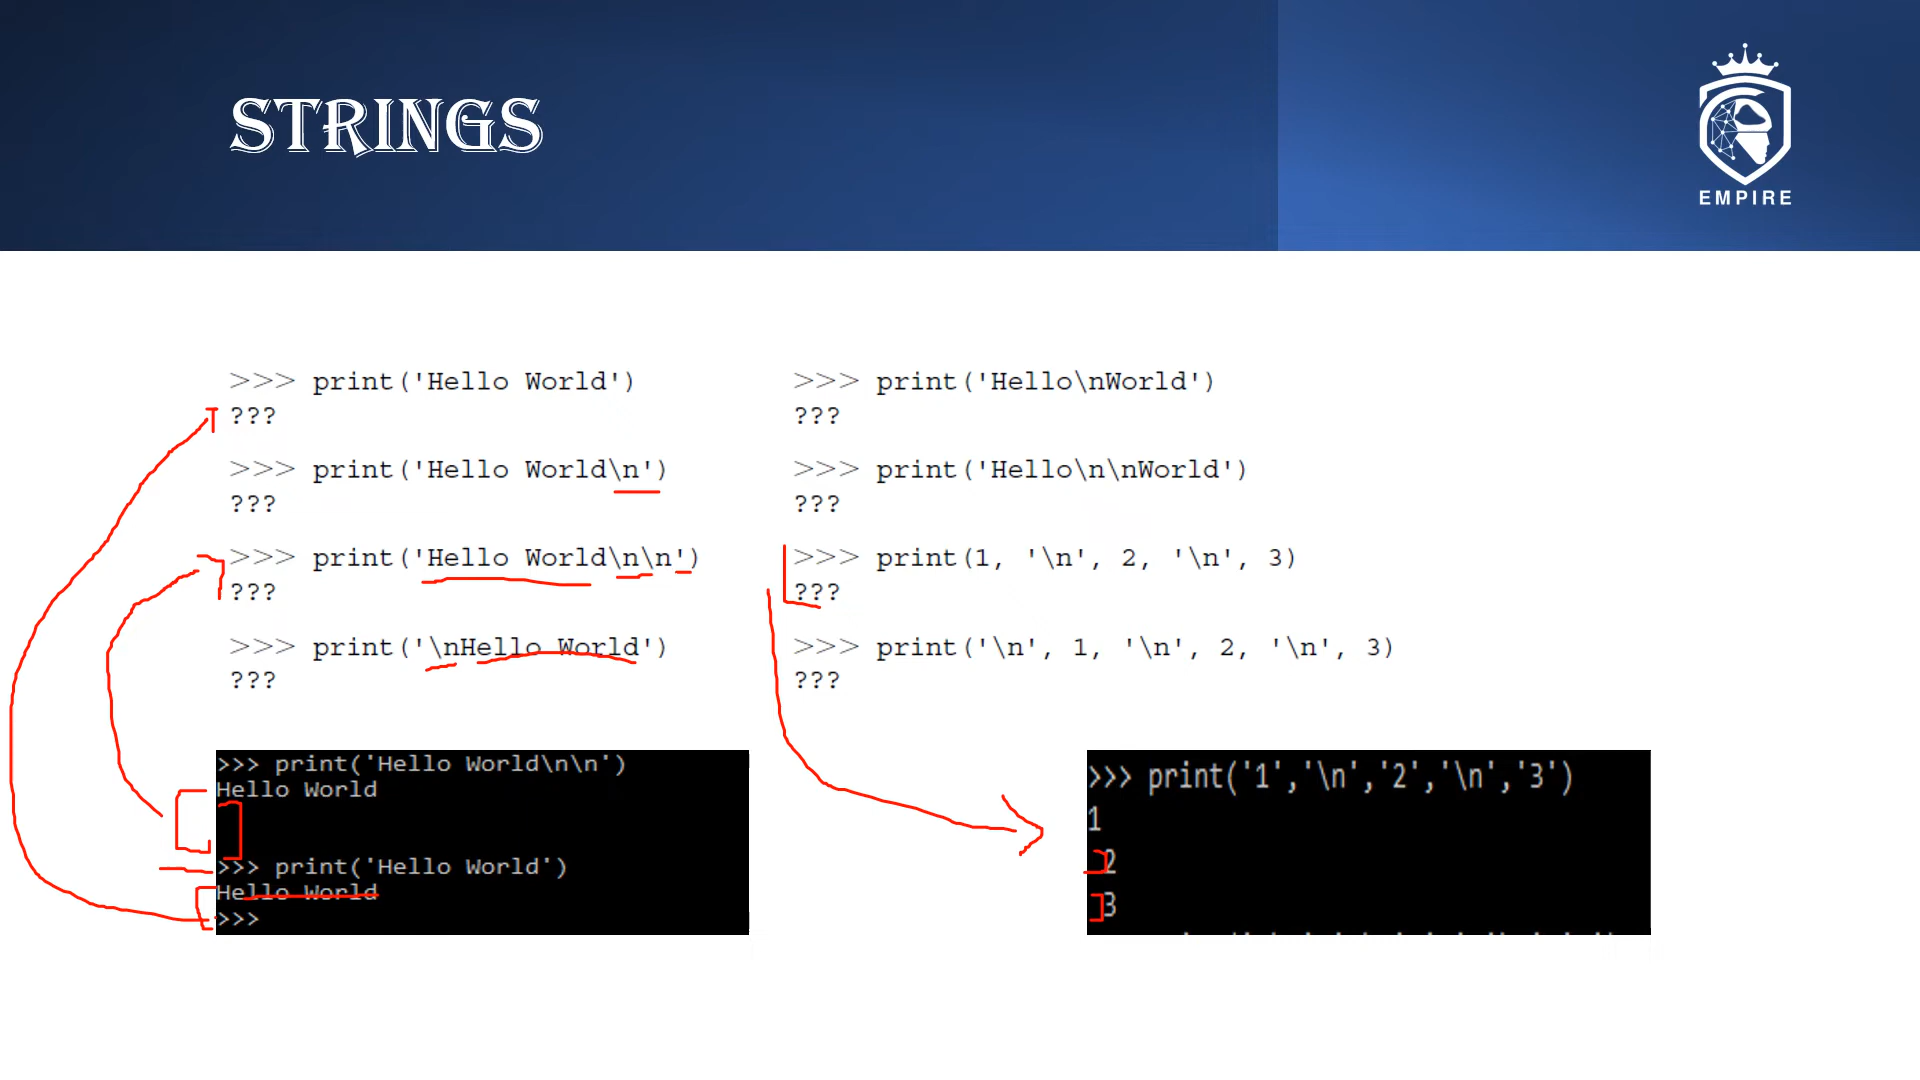 STRINGS
EMPIRE
>>> print('Hello World')
???
>>> print('Hello World\n')
???
>>> print('Hello World\n\n')
???
>>> print('\nHello World')
???
>>> print('Hello\nWorld')
???
>>> print('Hello\n\nWorld')
???
>>> print(1, '\n', 2, '\n', 3)
???
>>> print('\n', 1, '\n', 2, '\n', 3)
???
>>> print('Hello World\n\n')
Hello World
>>> print('Hello World')
Hello World
>>>
>>> print('1','\n','2','\n','3')
1
2
3